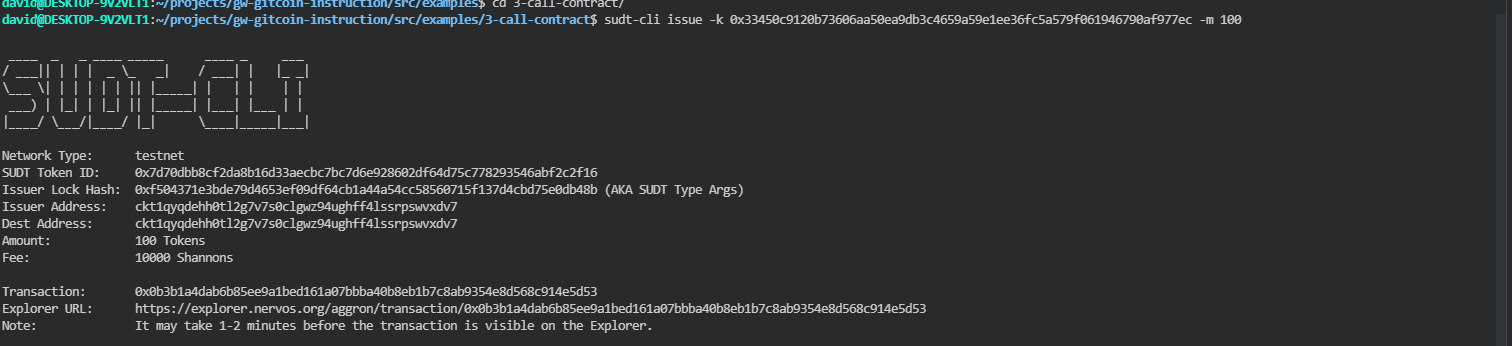 david@DESKTOP-9V2VLT1:~/projects/gw-gitcoin-instruction/src/examples$ cd 3-call-contract/
david@DESKTOP-9V2VLT1:~/projects/gw-gitcoin-instruction/src/examples/3-call-contract$ sudt-cli issue -k 0x33450c9120b73606aa50ea9db3c4659a59e1ee36fc5a579f061946790af977ec -m 100
SUDT-CLI
Network Type: testnet
SUDT Token ID: 0x7d70dbb8cf2da8b16d33aecbc7bc7d6e928602df64d75c778293546abf2c2f16
Issuer Lock Hash: 0xf504371e3bde79d4653ef09df64cb1a44a54cc58560715f137d4cbd75e0db48b (AKA SUDT Type Args)
Issuer Address: ckt1qyqdehh0tl2g7v7s0clgwz94ughff4lssrpswvxdv7
Dest Address: ckt1qyqdehh0tl2g7v7s0clgwz94ughff4lssrpswvxdv7
Amount: 100 Tokens
Fee: 10000 Shannons
Transaction: 0x0b3b1a4dab6b85ee9a1bed161a07bbba40b8eb1b7c8ab9354e8d568c914e5d53
Explorer URL: https://explorer.nervos.org/aggron/transaction/0x0b3b1a4dab6b85ee9a1bed161a07bbba40b8eb1b7c8ab9354e8d568c914e5d53
Note: It may take 1-2 minutes before the transaction is visible on the Explorer.